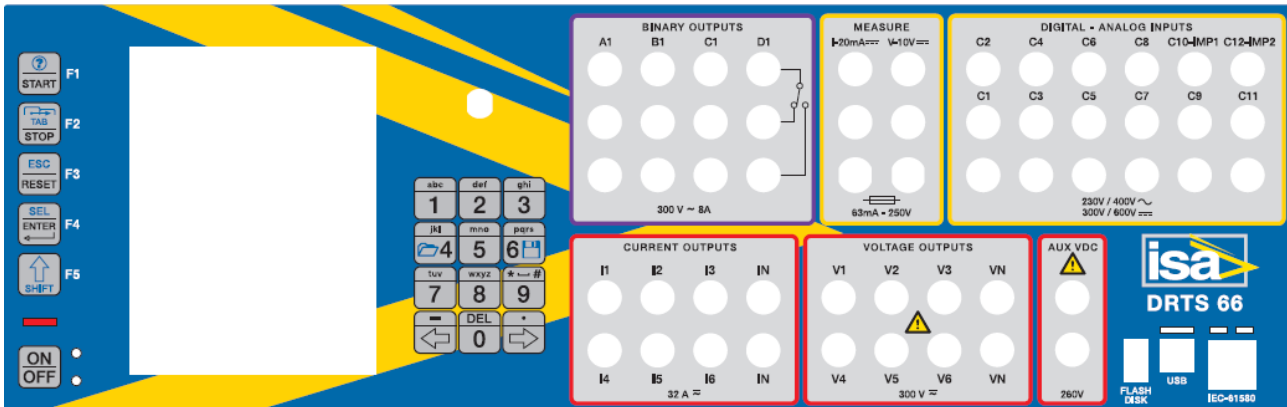 ? START F1
TAB STOP F2
ESC RESET F3
SEL ENTER F4
SHIFT F5
ON OFF
abc def ghi
1 2 3
jkl mno pqrs
4 5 6
tuv wxyz * #
7 8 9
- DEL .
0
BINARY OUTPUTS
A1 B1 C1 D1
300 V ~ 8A
MEASURE
I-20mA V-10V
63mA - 250V
DIGITAL - ANALOG INPUTS
C2 C4 C6 C8 C10-IMP1 C12-IMP2
C1 C3 C5 C7 C9 C11
230V / 400V
300V / 600V
CURRENT OUTPUTS
I1 I2 I3 IN
I4 I5 I6 IN
32 A
VOLTAGE OUTPUTS
V1 V2 V3 VN
V4 V5 V6 VN
300 V
AUX VDC
260V
isa
DRTS 66
FLASH DISK
USB
IEC-61580